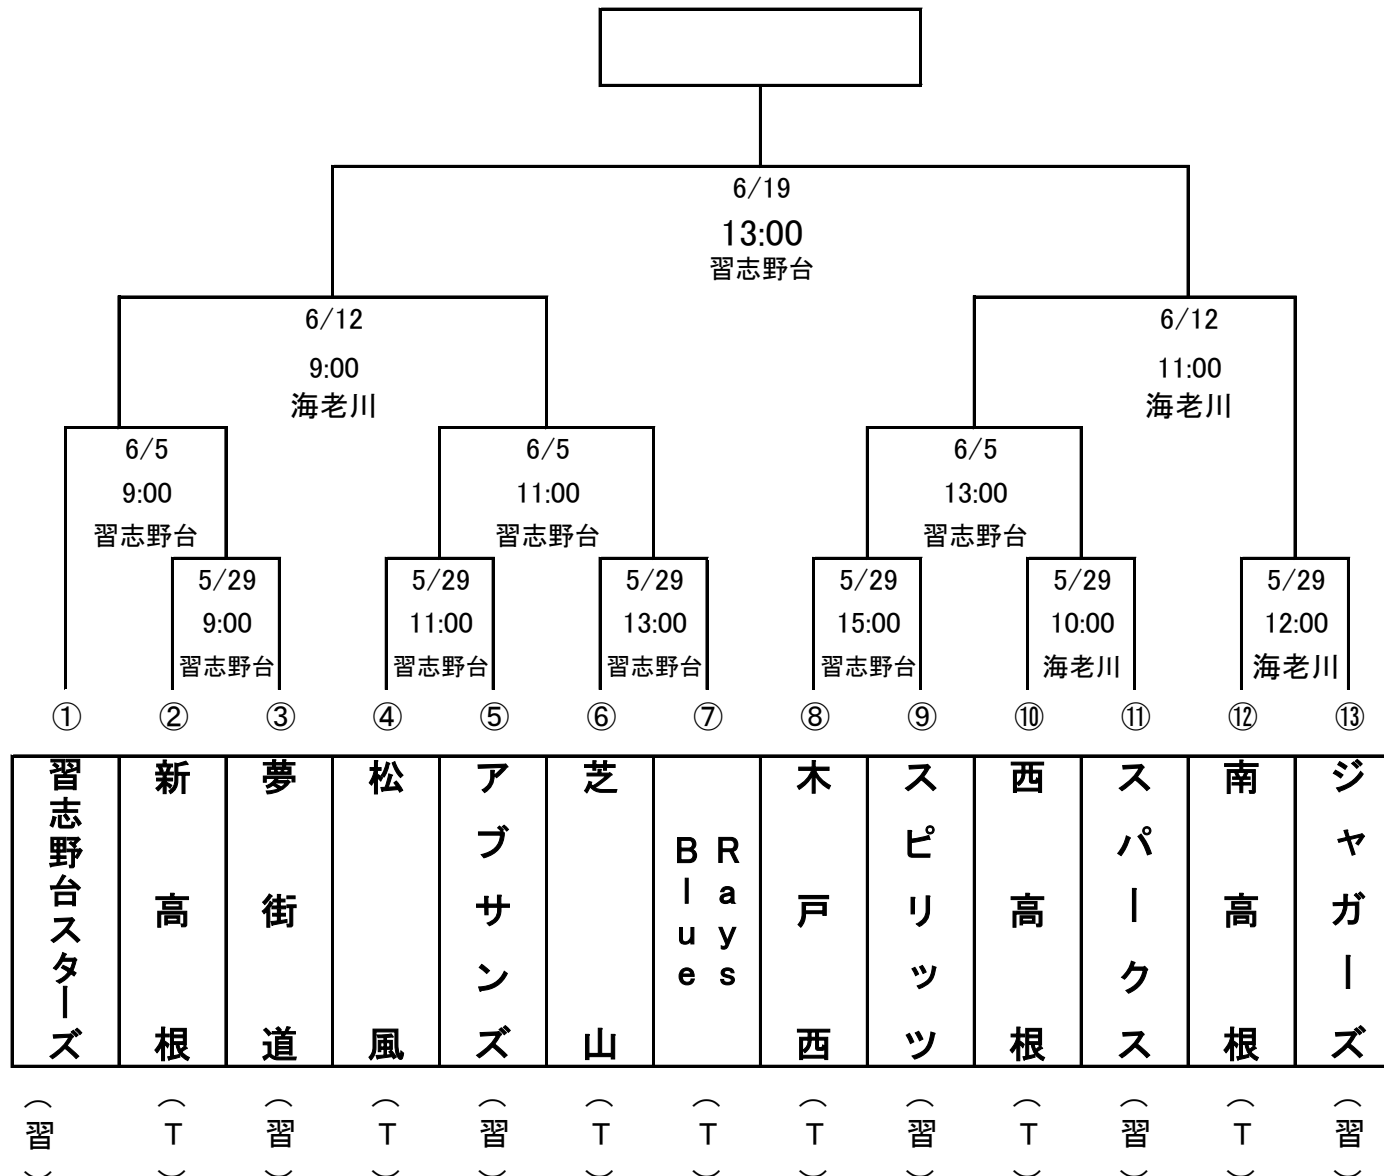 6/19
13:00
習志野台
6/12
9:00
海老川
6/12
11:00
海老川
6/5
9:00
習志野台
6/5
11:00
習志野台
6/5
13:00
習志野台
5/29
9:00
習志野台
5/29
11:00
習志野台
5/29
13:00
習志野台
5/29
15:00
習志野台
5/29
10:00
海老川
5/29
12:00
海老川
① ② ③ ④ ⑤ ⑥ ⑦ ⑧ ⑨ ⑩ ⑪ ⑫ ⑬
習志野台スターズ
新高根
夢街道
松風
アブサンズ
芝山
Blue
Rays
木戸西
スピリッツ
西高根
スパークス
南高根
ジャガーズ
(習)
(T)
(習)
(T)
(習)
(T)
(T)
(T)
(習)
(T)
(習)
(T)
(習)